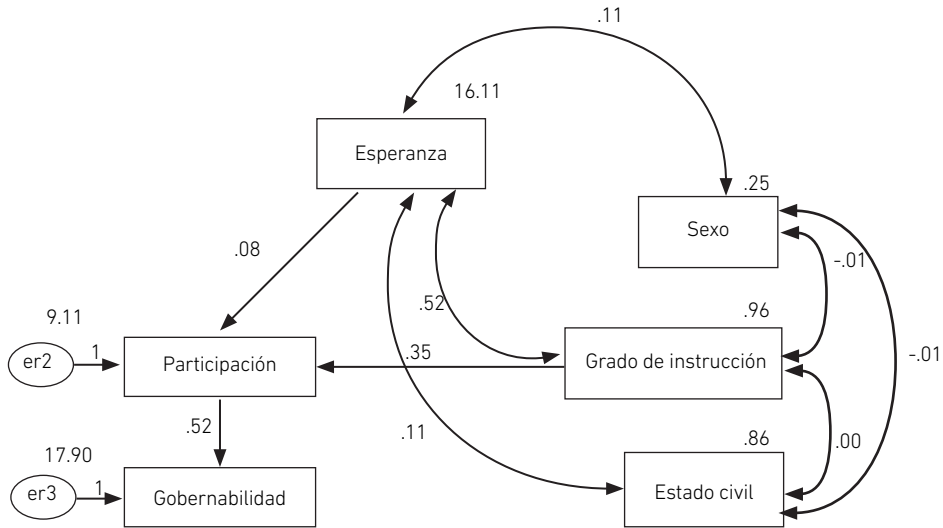 .11
16.11
Esperanza
.25
Sexo
.08
-.01
.52
9.11
.96
er2
1
Participación
.35
Grado de instrucción
-.01
.52
.11
.86
.00
17.90
er3
1
Gobernabilidad
Estado civil